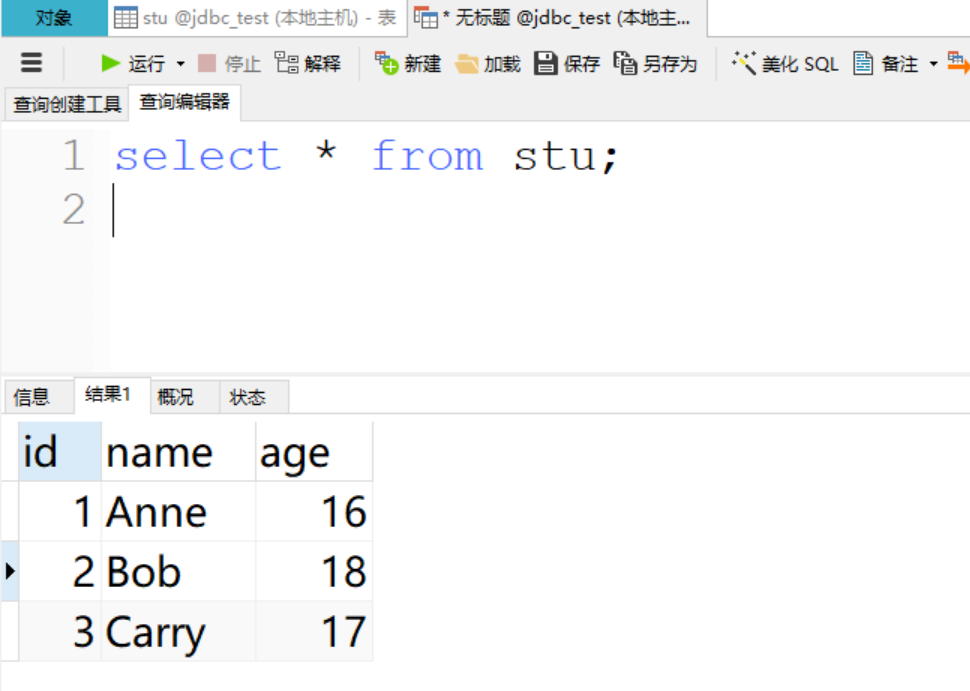 对象 stu @jdbc_test (本地主机) - 表 * 无标题 @jdbc_test (本地主...
运行 停止 解释 新建 加载 保存 另存为 美化 SQL 备注
查询创建工具 查询编辑器
1 select * from stu;
2
信息 结果1 概况 状态
id name age
1 Anne 16
2 Bob 18
3 Carry 17